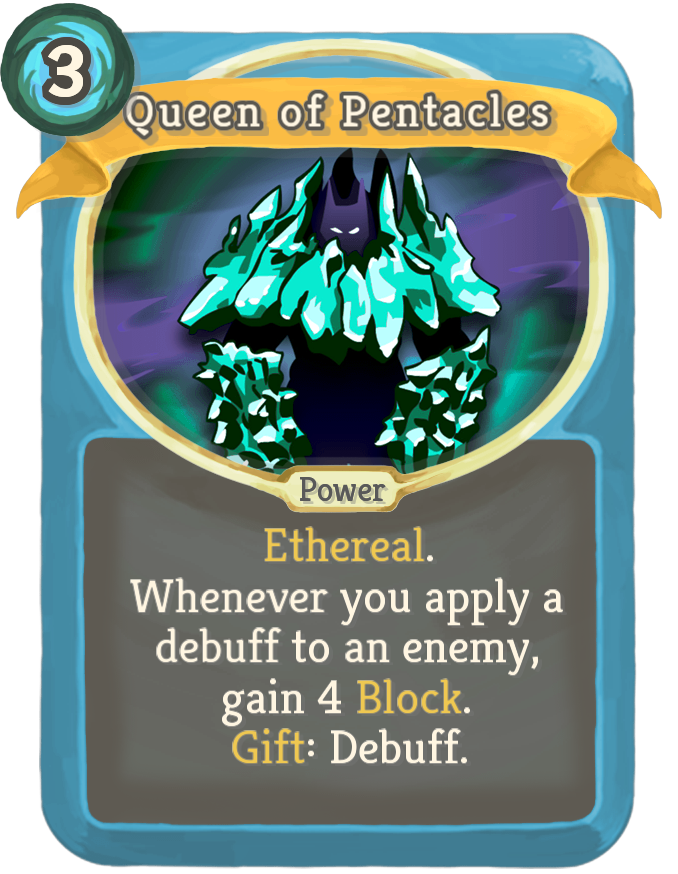 3
Queen of Pentacles
Power
Ethereal.
Whenever you apply a
debuff to an enemy,
gain 4 Block.
Gift: Debuff.